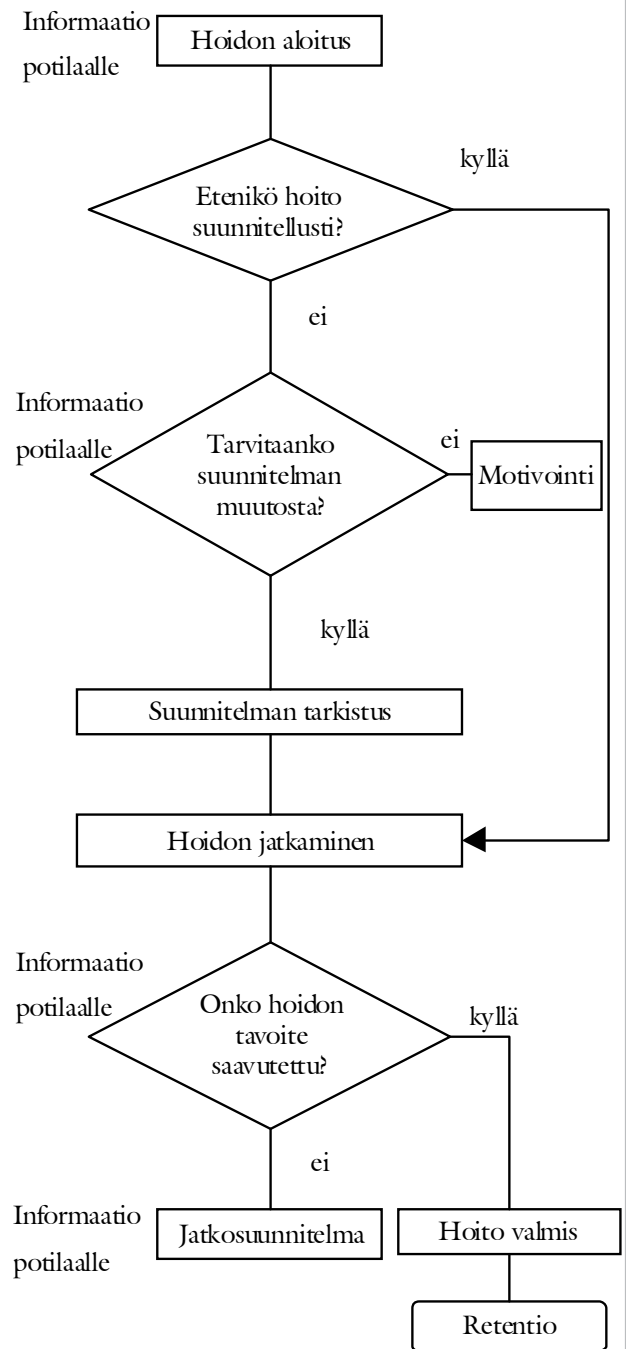 Informaatio
potilaalle
Hoidon aloitus
kyllä
Etenikö hoito
suunnitellusti?
ei
Informaatio
potilaalle
Tarvitaanko
suunnitelman
muutosta?
ei
Motivointi
kyllä
Suunnitelman tarkistus
Hoidon jatkaminen
Informaatio
potilaalle
Onko hoidon
tavoite
saavutettu?
kyllä
ei
Informaatio
potilaalle
Jatkosuunnitelma
Hoito valmis
Retentio